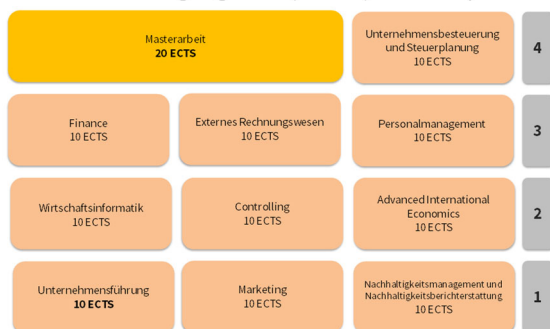 Masterarbeit
20 ECTS
Unternehmensbesteuerung
und Steuerplanung
10 ECTS
4
Finance
10 ECTS
Externes Rechnungswesen
10 ECTS
Personalmanagement
10 ECTS
3
Wirtschaftsinformatik
10 ECTS
Controlling
10 ECTS
Advanced International
Economics
10 ECTS
2
Unternehmensführung
10 ECTS
Marketing
10 ECTS
Nachhaltigkeitsmanagement und
Nachhaltigkeitsberichterstattung
10 ECTS
1